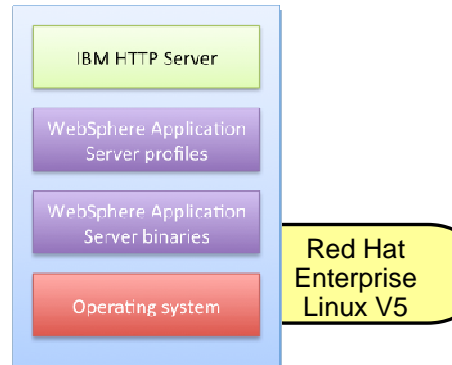 IBM HTTP Server
WebSphere Application
Server profiles
WebSphere Application
Server binaries
Operating system
Red Hat
Enterprise
Linux V5